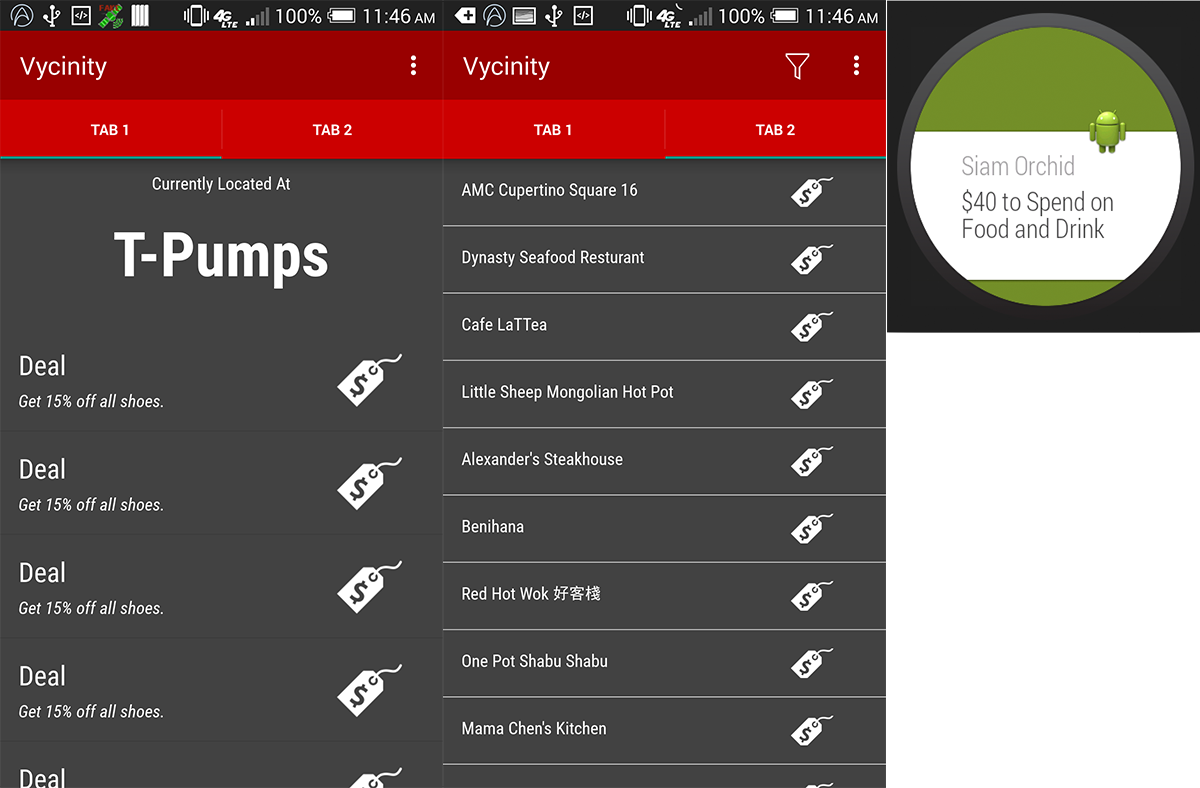 4G LTE 100% 11:46 AM
Vycinity
TAB 1
TAB 2
Currently Located At
T-Pumps
Deal
Get 15% off all shoes.
Deal
Get 15% off all shoes.
Deal
Get 15% off all shoes.
Deal
Get 15% off all shoes.
Deal
4G LTE 100% 11:46 AM
Vycinity
TAB 1
TAB 2
AMC Cupertino Square 16
Dynasty Seafood Resturant
Cafe LaTTea
Little Sheep Mongolian Hot Pot
Alexander's Steakhouse
Benihana
Red Hot Wok 好客棧
One Pot Shabu Shabu
Mama Chen's Kitchen
Siam Orchid
$40 to Spend on
Food and Drink